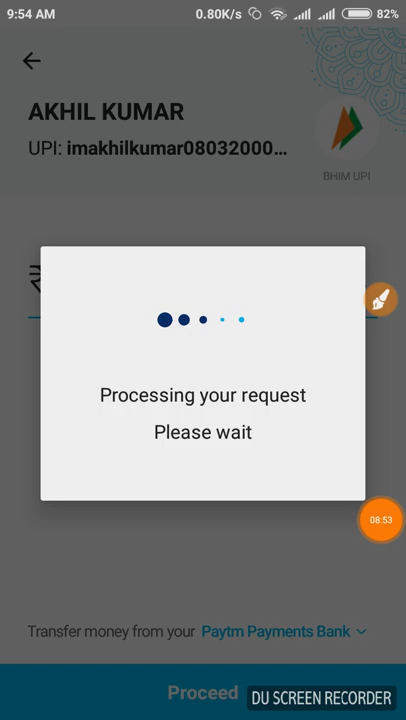 9:54 AM 0.80K/s 82%
AKHIL KUMAR
UPI: imakhilkumar08032000...
BHIM UPI
₹
Processing your request
Please wait
08:53
Transfer money from your Paytm Payments Bank
Proceed
DU SCREEN RECORDER